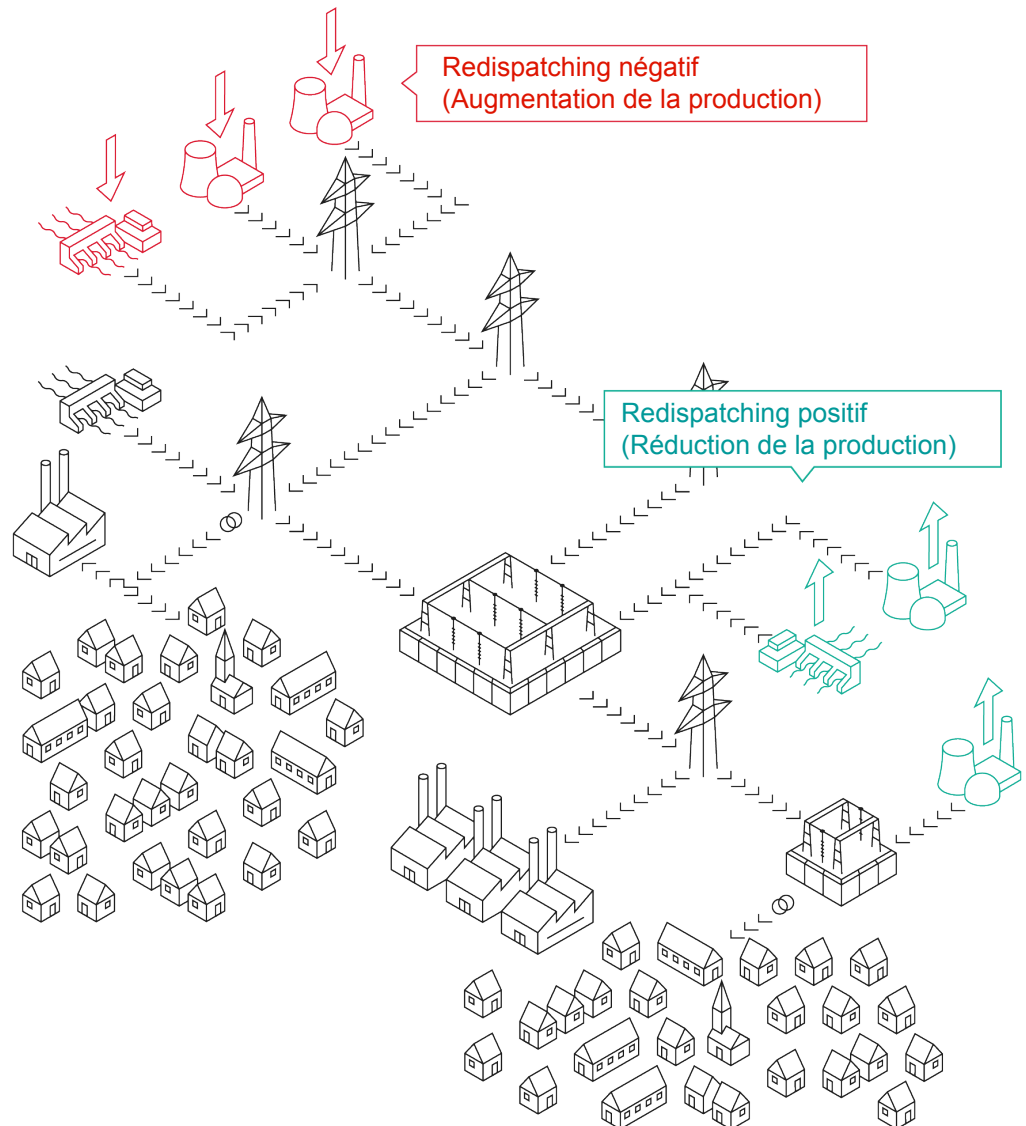 Redispatching négatif
(Augmentation de la production)
Redispatching positif
(Réduction de la production)